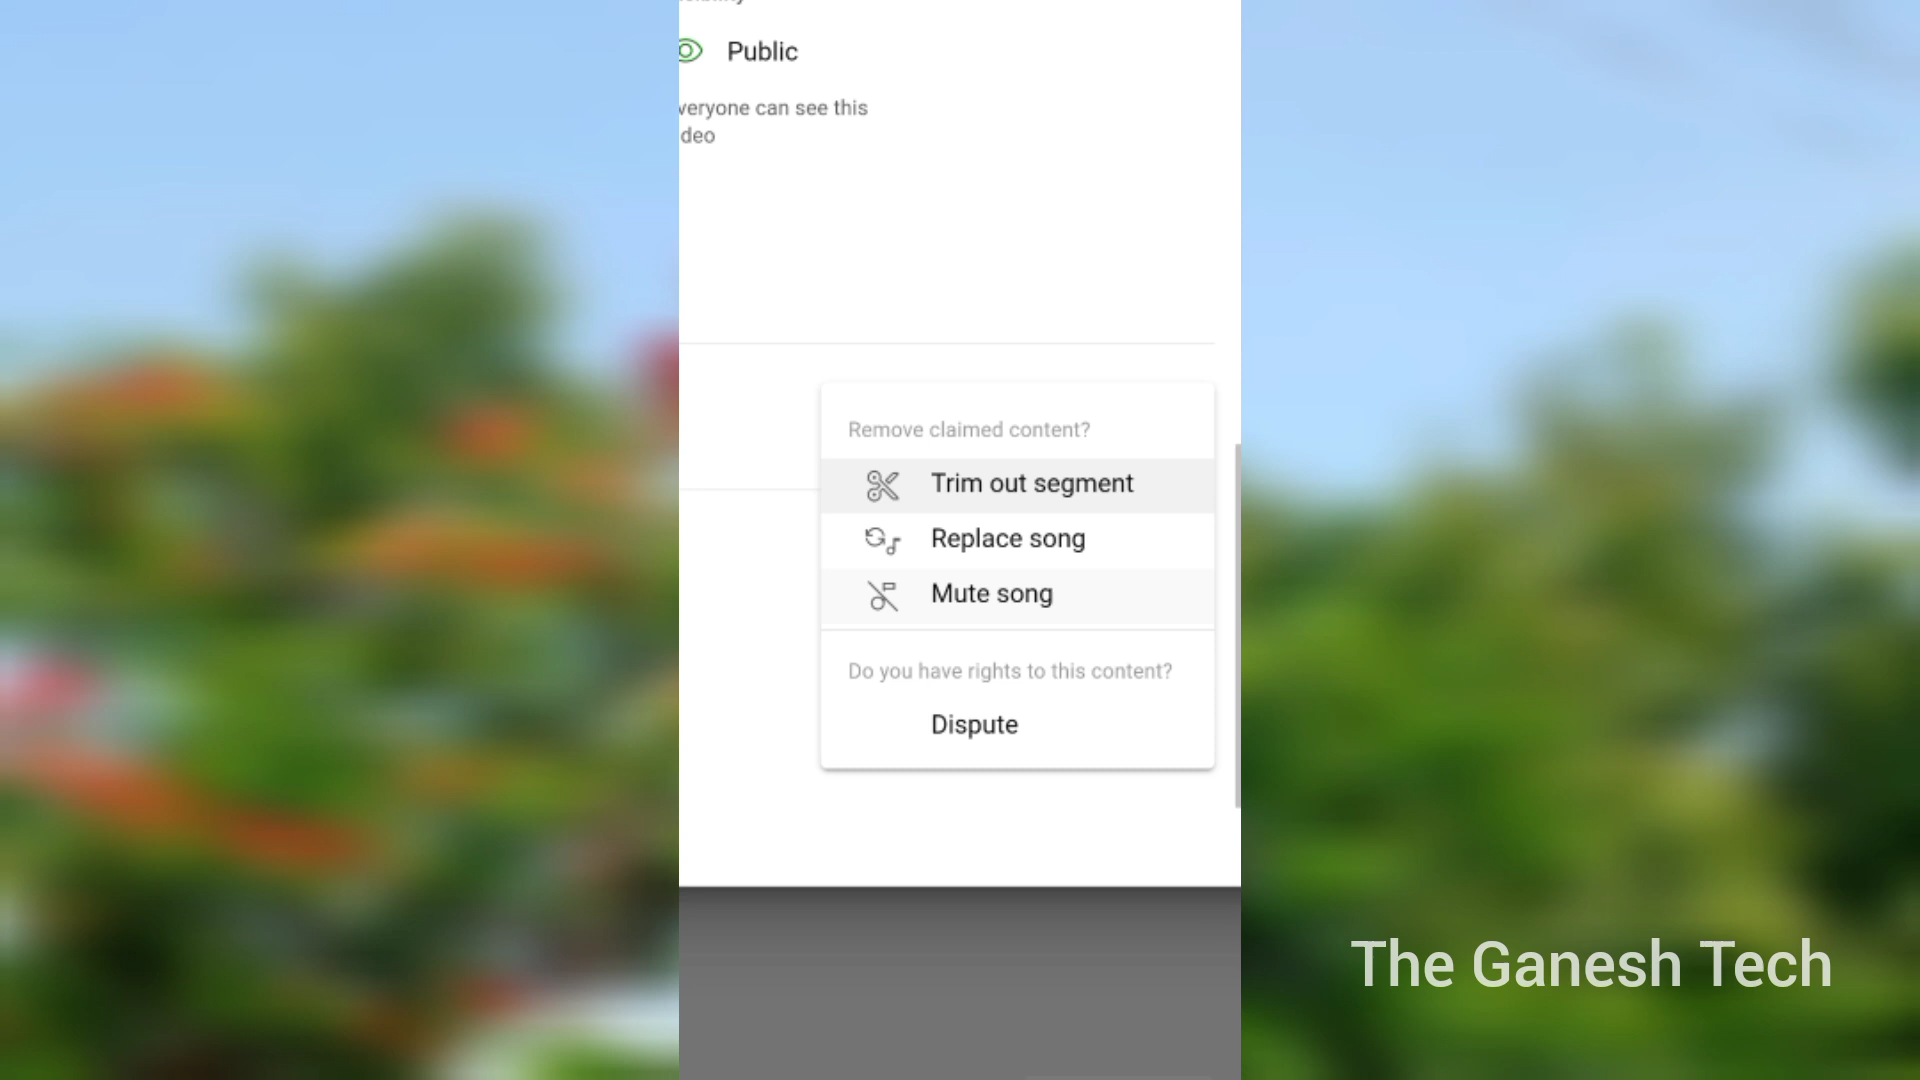 Public
veryone can see this
deo
Remove claimed content?
Trim out segment
Replace song
Mute song
Do you have rights to this content?
Dispute
The Ganesh Tech